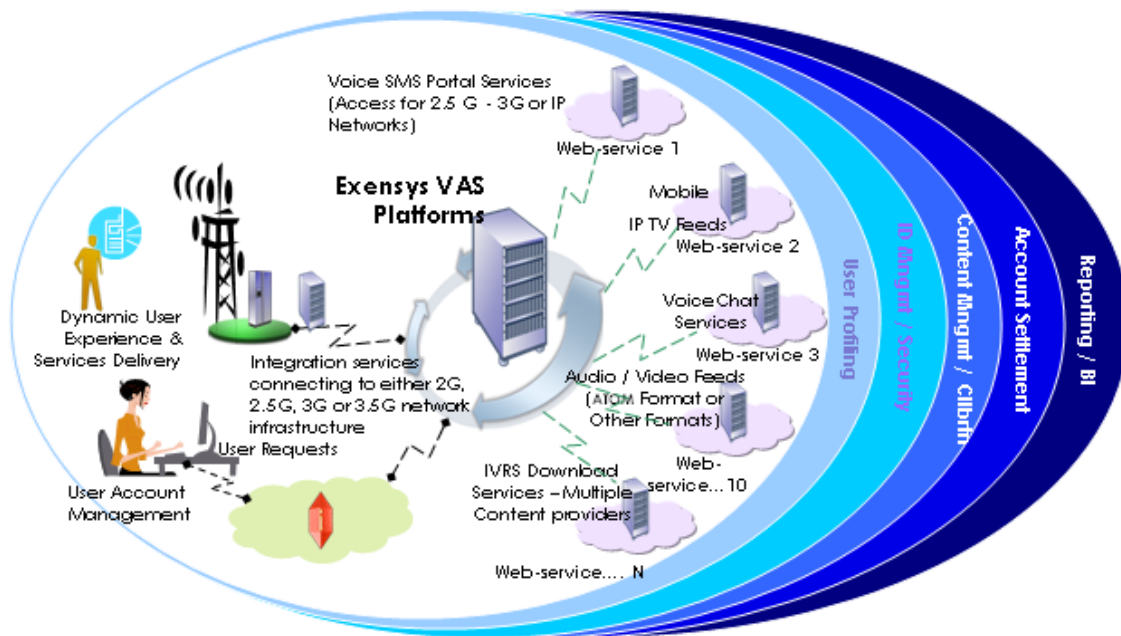 Voice SMS Portal Services
(Access for 2.5 G - 3G or IP
Networks)
Web-service 1
Exensys VAS
Platforms
Mobile
IP TV Feeds
Web-service 2
Dynamic User
Experience &
Services Delivery
Voice Chat
Services
Web-service 3
Integration services
connecting to either 2G,
2.5G, 3G or 3.5G network
infrastructure
Audio / Video Feeds
(ATOM Format or
Other Formats)
Web-
service... 10
User Requests
User Account
Management
IVRS Download
Services – Multiple
Content providers
Web-service.... N
User Profiling
ID Mngmt / Security
Content Mngmt / Cllbrtn
Account Settlement
Reporting / BI